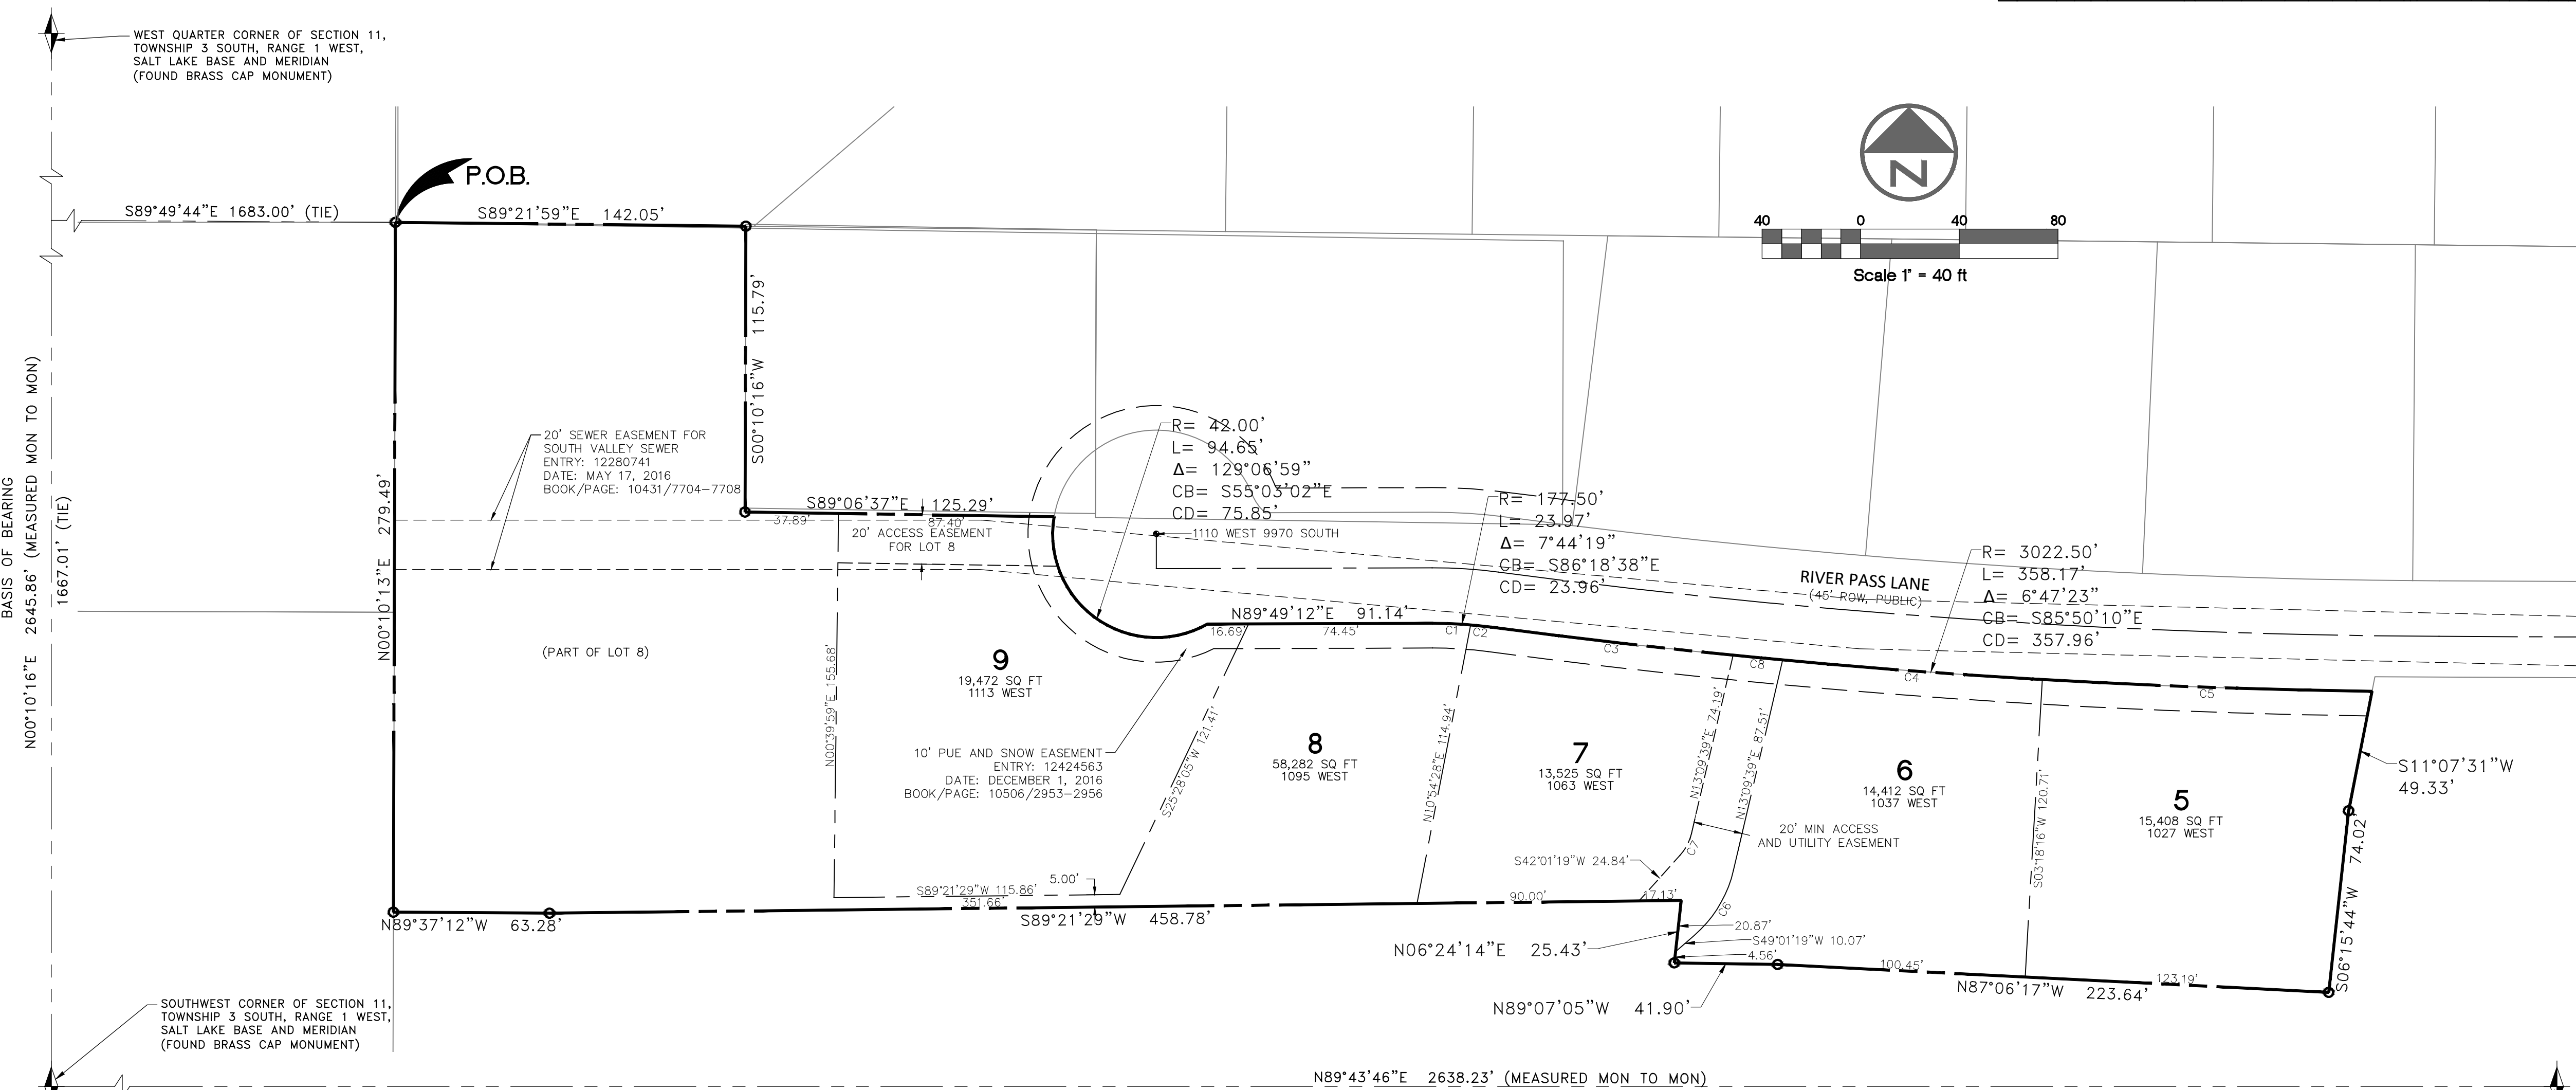 WEST QUARTER CORNER OF SECTION 11,
TOWNSHIP 3 SOUTH, RANGE 1 WEST,
SALT LAKE BASE AND MERIDIAN
(FOUND BRASS CAP MONUMENT)
P.O.B.
S89°49'44"E 1683.00' (TIE)
S89°21'59"E 142.05'
N
40 0 40 80
Scale 1" = 40 ft
BASIS OF BEARING
N00°10'16"E 2645.86' (MEASURED MON TO MON)
1667.01' (TIE)
N00°10'13"E 279.49'
S00°10'16"W 115.79'
20' SEWER EASEMENT FOR
SOUTH VALLEY SEWER
ENTRY: 12280741
DATE: MAY 17, 2016
BOOK/PAGE: 10431/7704-7708
S89°06'37"E 125.29'
37.89'
87.40'
20' ACCESS EASEMENT
FOR LOT 8
R= 42.00'
L= 94.65'
Δ= 129°06'59"
CB= S55°03'02"E
CD= 75.85'
1110 WEST 9970 SOUTH
R= 177.50'
L= 23.97'
Δ= 7°44'19"
CB= S86°18'38"E
CD= 23.96'
RIVER PASS LANE
(45' ROW, PUBLIC)
R= 3022.50'
L= 358.17'
Δ= 6°47'23"
CB= S85°50'10"E
CD= 357.96'
N89°49'12"E 91.14'
16.69'
74.45'
C1
C2
C3
C8
C4
C5
(PART OF LOT 8)
N00°39'59"E 155.68'
9
19,472 SQ FT
1113 WEST
10' PUE AND SNOW EASEMENT
ENTRY: 12424563
DATE: DECEMBER 1, 2016
BOOK/PAGE: 10506/2953-2956
S25°28'05"W 121.41'
8
58,282 SQ FT
1095 WEST
N10°54'28"E 114.94'
7
13,525 SQ FT
1063 WEST
N13°09'39"E 74.19'
N13°09'39"E 87.51'
6
14,412 SQ FT
1037 WEST
20' MIN ACCESS
AND UTILITY EASEMENT
S03°18'16"W 120.71'
5
15,408 SQ FT
1027 WEST
S11°07'31"W
49.33'
S06°15'44"W 74.02'
C7
S42°01'19"W 24.84'
5.00'
S89°21'29"W 115.86'
351.66'
90.00'
17.13'
C6
N89°37'12"W 63.28'
S89°21'29"W 458.78'
20.87'
S49°01'19"W 10.07'
4.56'
N06°24'14"E 25.43'
100.45'
123.19'
N87°06'17"W 223.64'
N89°07'05"W 41.90'
SOUTHWEST CORNER OF SECTION 11,
TOWNSHIP 3 SOUTH, RANGE 1 WEST,
SALT LAKE BASE AND MERIDIAN
(FOUND BRASS CAP MONUMENT)
N89°43'46"E 2638.23' (MEASURED MON TO MON)